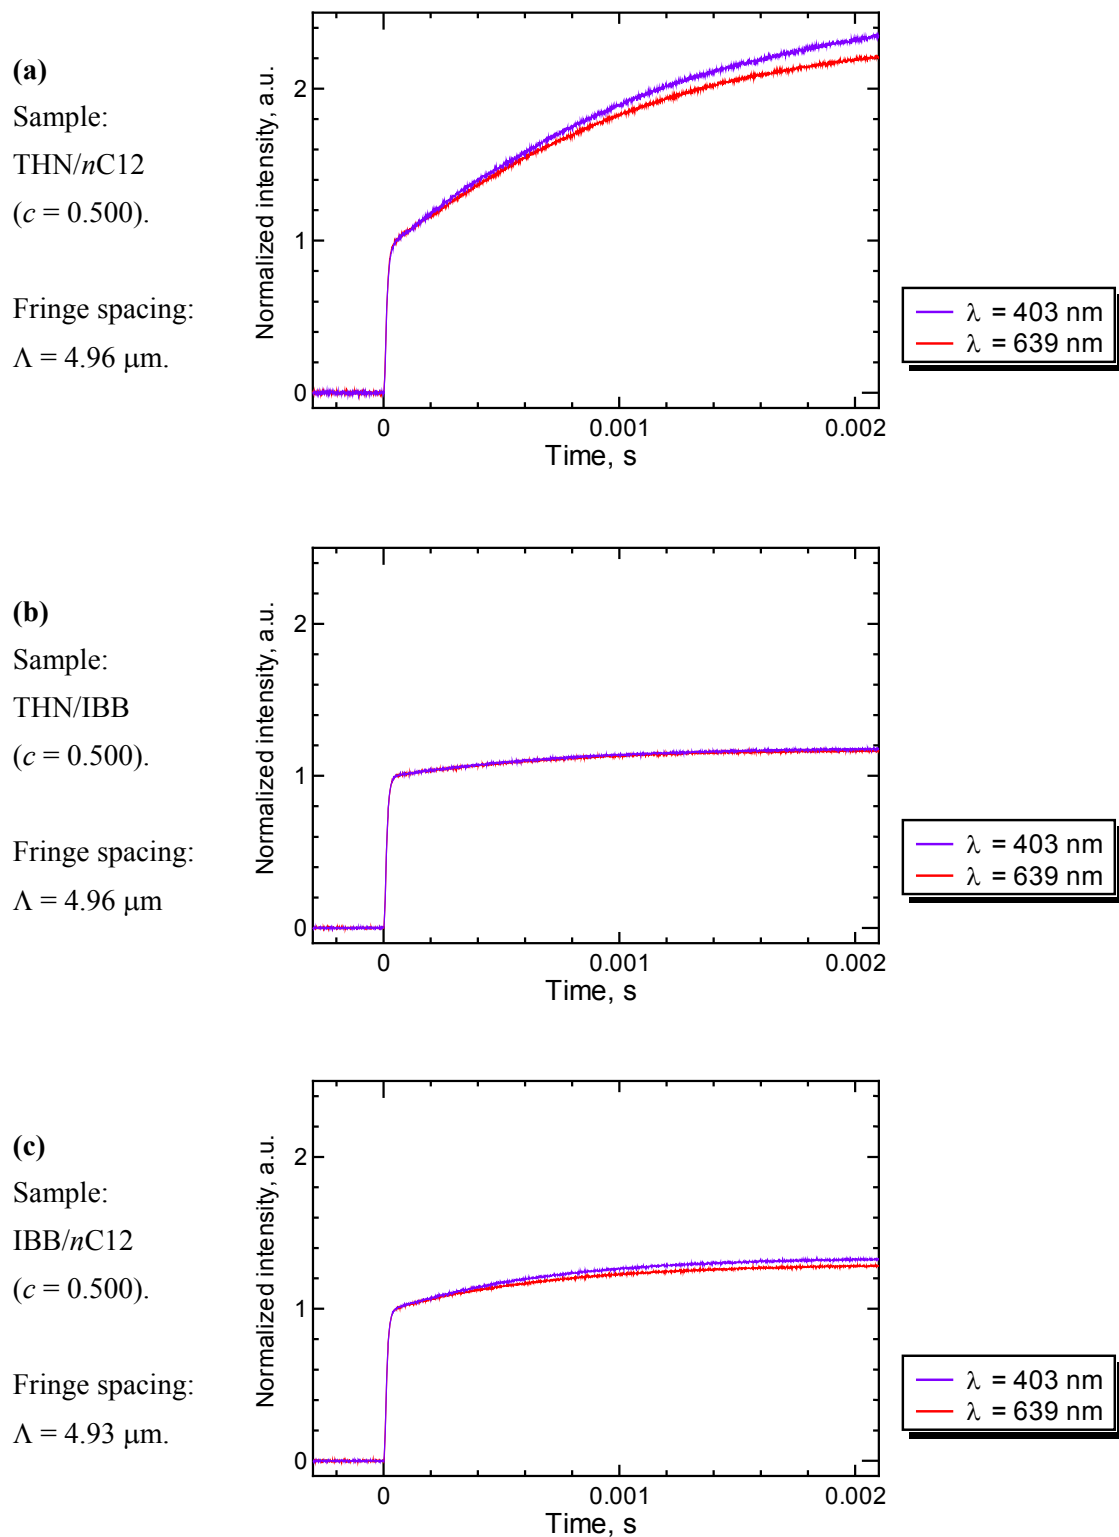 (a)
Sample:
THN/nC12
(c = 0.500).
Fringe spacing:
Λ = 4.96 μm.
Normalized intensity, a.u.
2
1
0
0
0.001
0.002
Time, s
λ = 403 nm
λ = 639 nm
(b)
Sample:
THN/IBB
(c = 0.500).
Fringe spacing:
Λ = 4.96 μm
Normalized intensity, a.u.
2
1
0
0
0.001
0.002
Time, s
λ = 403 nm
λ = 639 nm
(c)
Sample:
IBB/nC12
(c = 0.500).
Fringe spacing:
Λ = 4.93 μm.
Normalized intensity, a.u.
2
1
0
0
0.001
0.002
Time, s
λ = 403 nm
λ = 639 nm